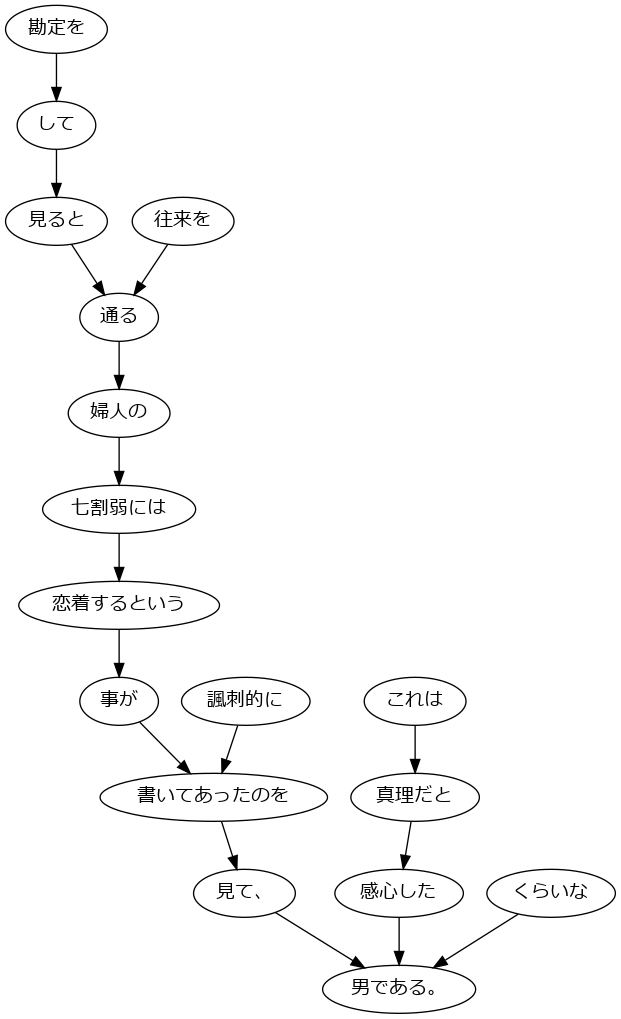 勘定を
して
見ると
往来を
通る
婦人の
七割弱には
恋着するという
事が
諷刺的に
これは
書いてあったのを
真理だと
見て、
感心した
くらいな
男である。